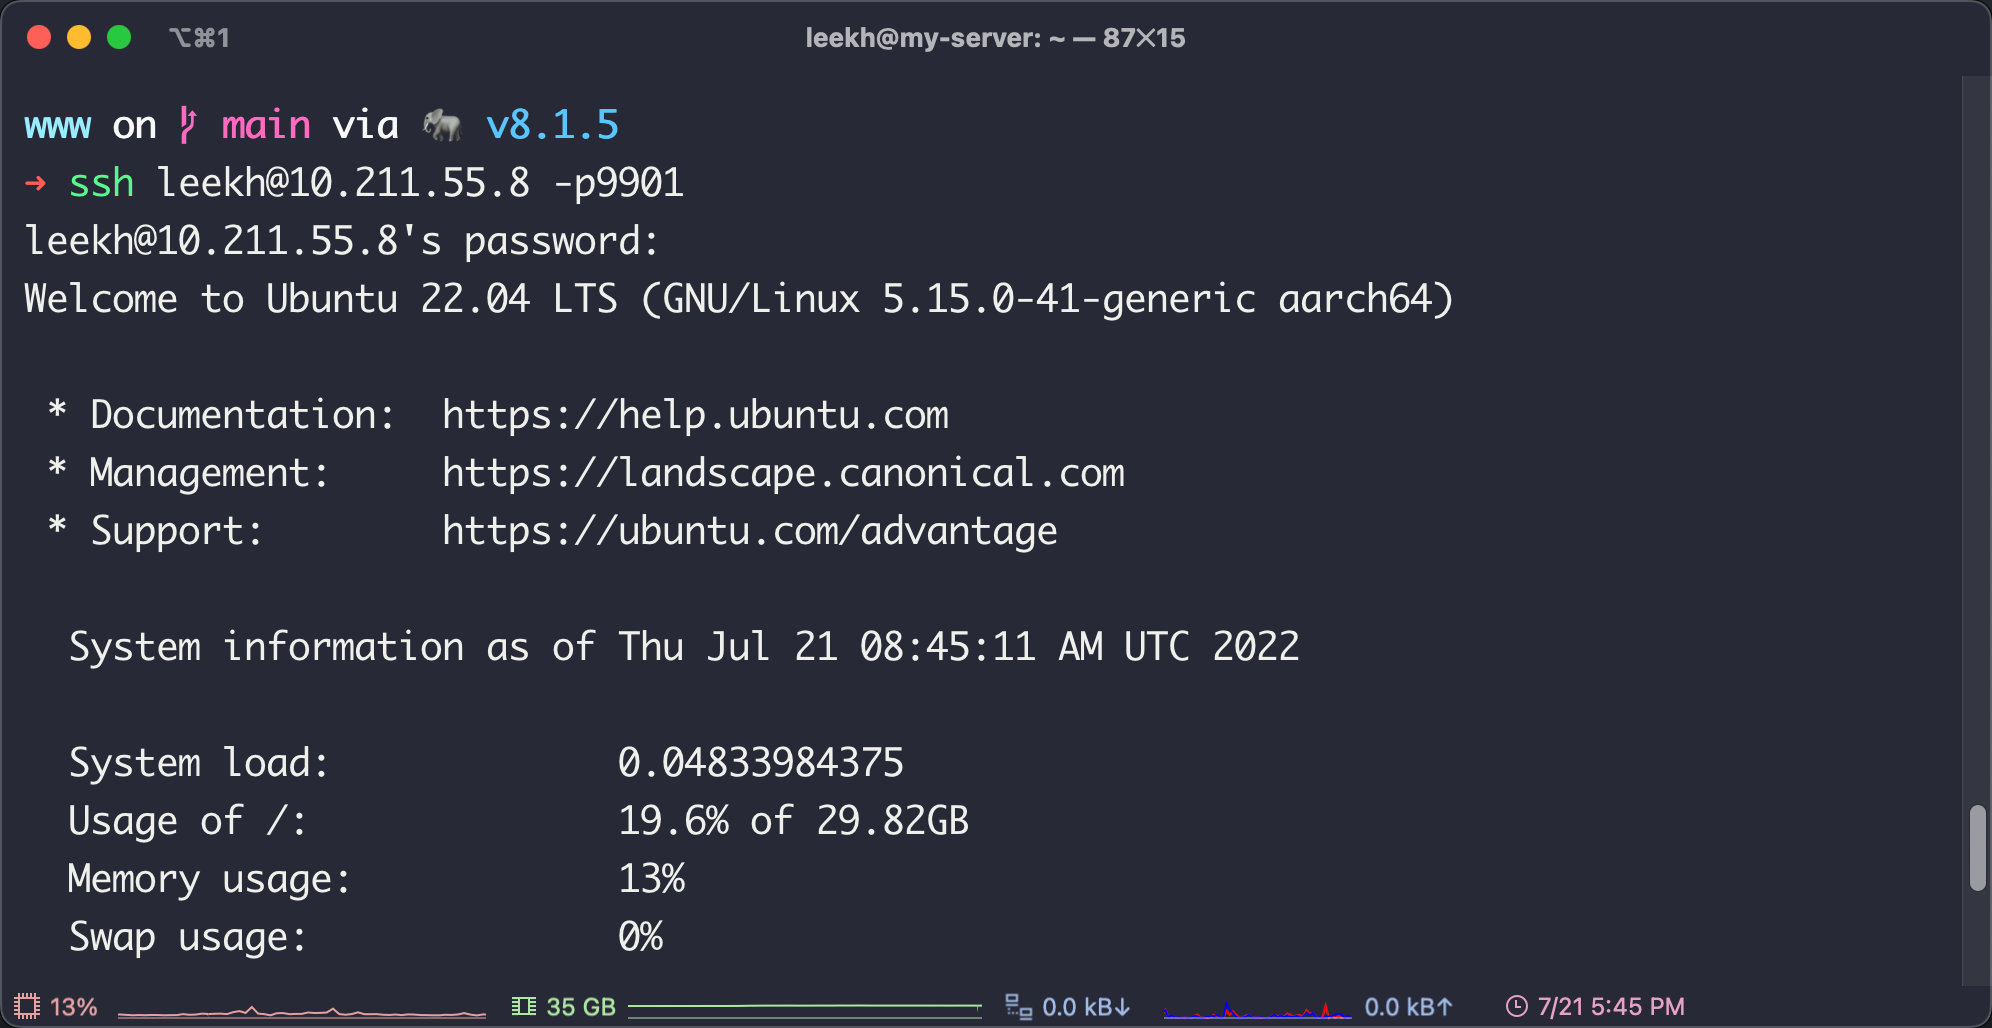 ⌥⌘1
leekh@my-server: ~ — 87×15
www on main via 🐘 v8.1.5
➜ ssh leekh@10.211.55.8 -p9901
leekh@10.211.55.8's password:
Welcome to Ubuntu 22.04 LTS (GNU/Linux 5.15.0-41-generic aarch64)
* Documentation:  https://help.ubuntu.com
* Management:     https://landscape.canonical.com
* Support:        https://ubuntu.com/advantage
System information as of Thu Jul 21 08:45:11 AM UTC 2022
System load:             0.04833984375
Usage of /:              19.6% of 29.82GB
Memory usage:            13%
Swap usage:              0%
13% 35 GB 0.0 kB↓ 0.0 kB↑ 7/21 5:45 PM